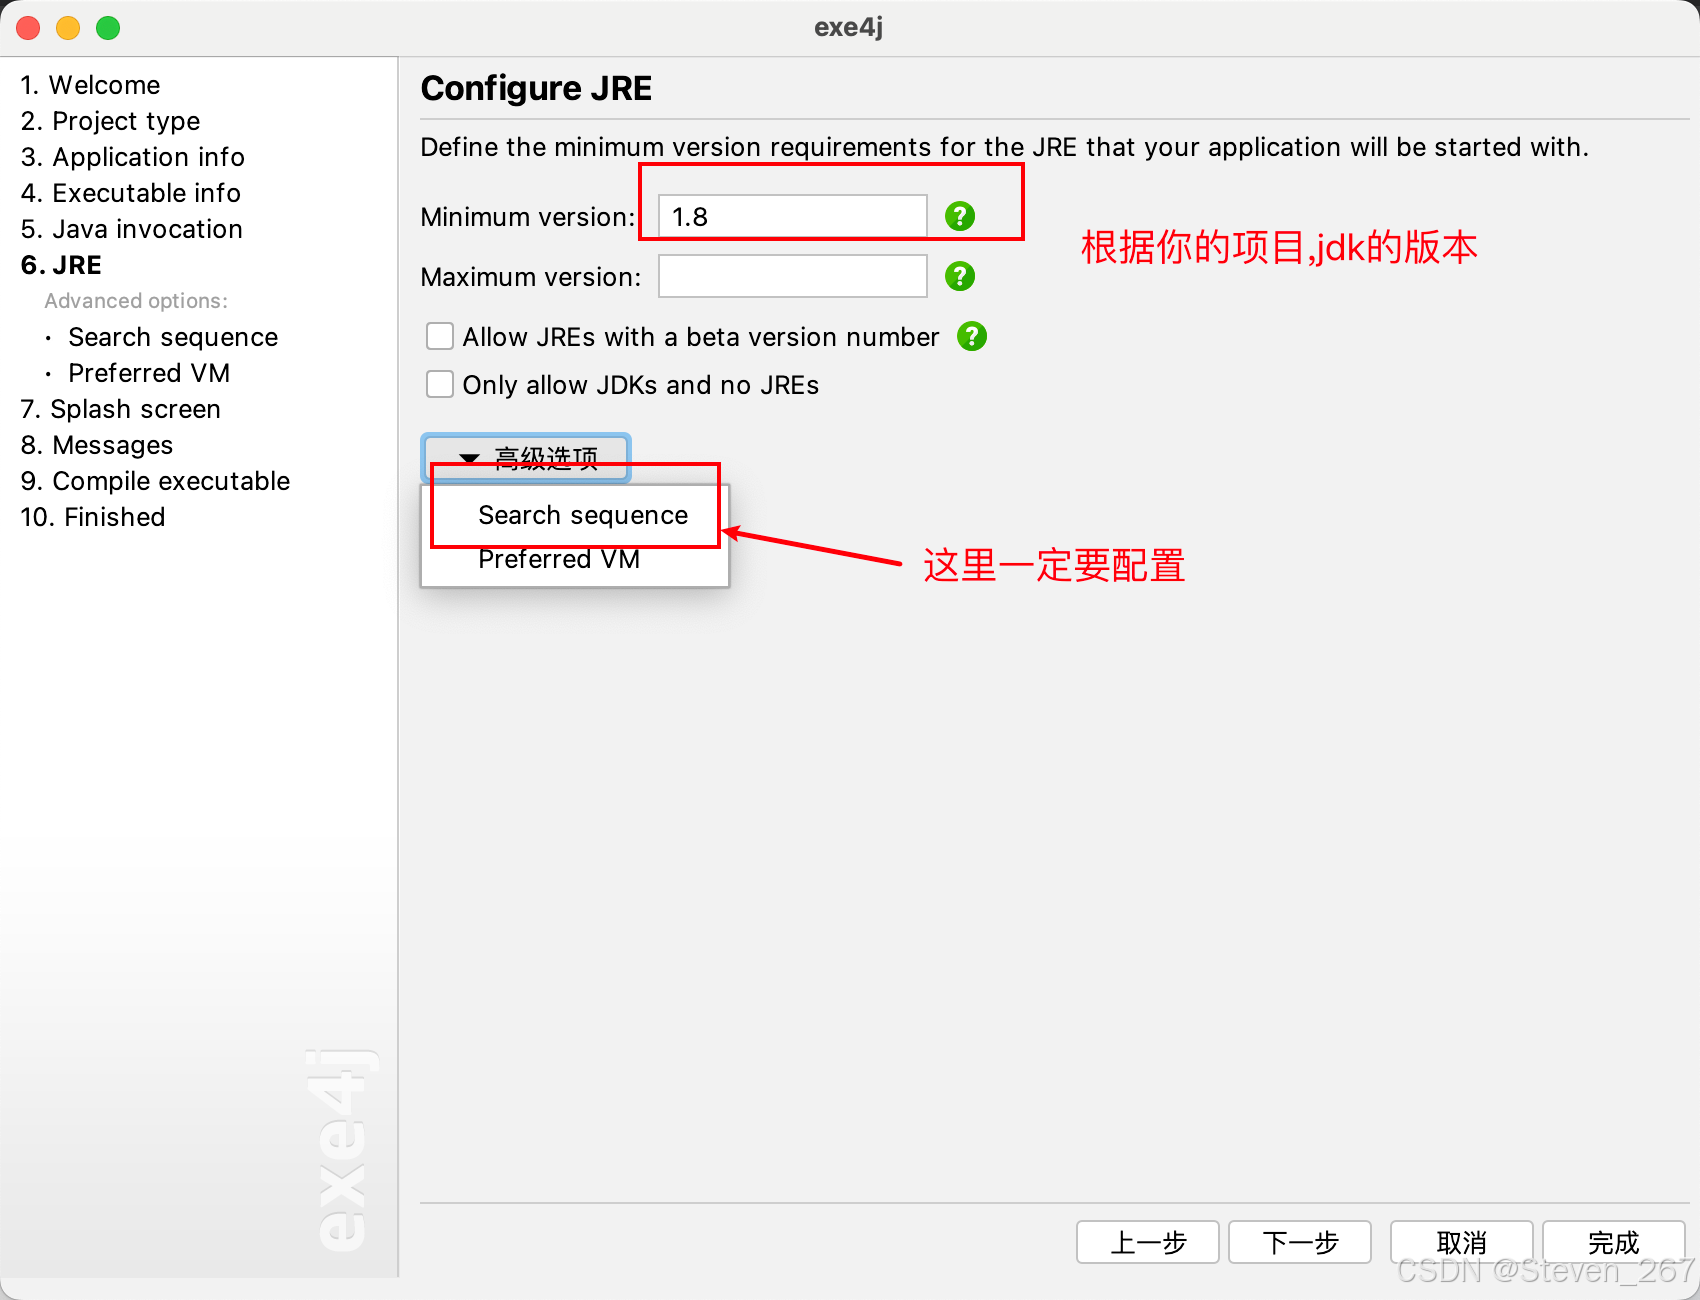 exe4j
1. Welcome
2. Project type
3. Application info
4. Executable info
5. Java invocation
6. JRE
Advanced options:
· Search sequence
· Preferred VM
7. Splash screen
8. Messages
9. Compile executable
10. Finished
exe4j
Configure JRE
Define the minimum version requirements for the JRE that your application will be started with.
Minimum version: 1.8 ?
根据你的项目,jdk的版本
Maximum version: ?
Allow JREs with a beta version number ?
Only allow JDKs and no JREs
高级选项
Search sequence
Preferred VM
这里一定要配置
上一步 下一步 取消 完成
CSDN @Steven_267